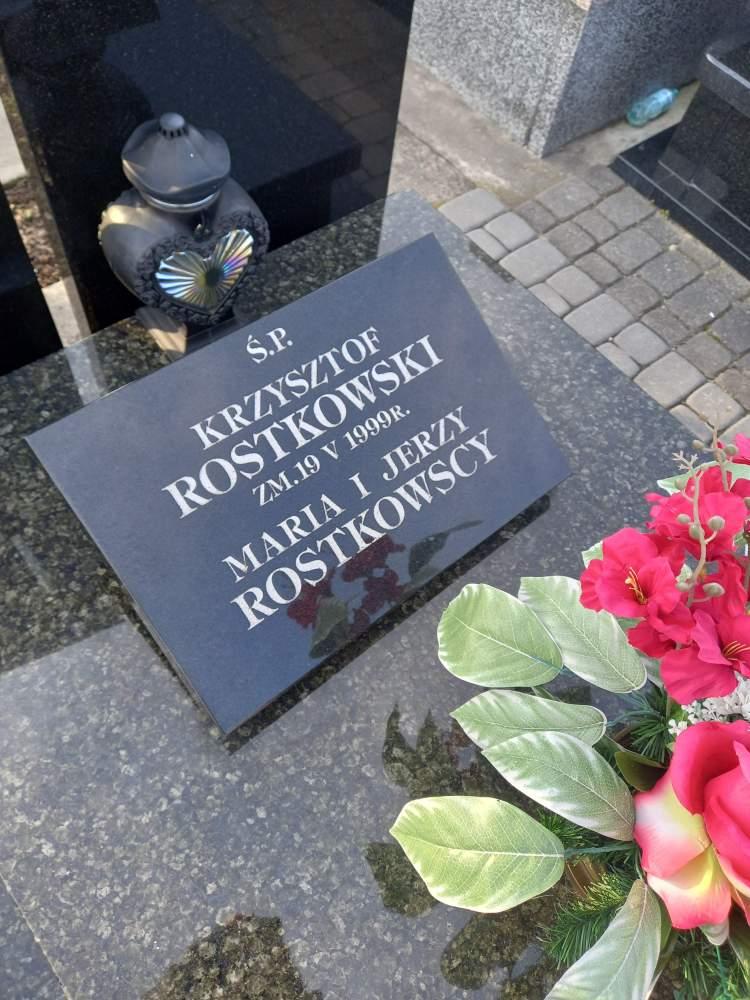 Ś.P.
KRZYSZTOF
ROSTKOWSKI
ZM.19 V 1999R.
MARIA I JERZY
ROSTKOWSCY